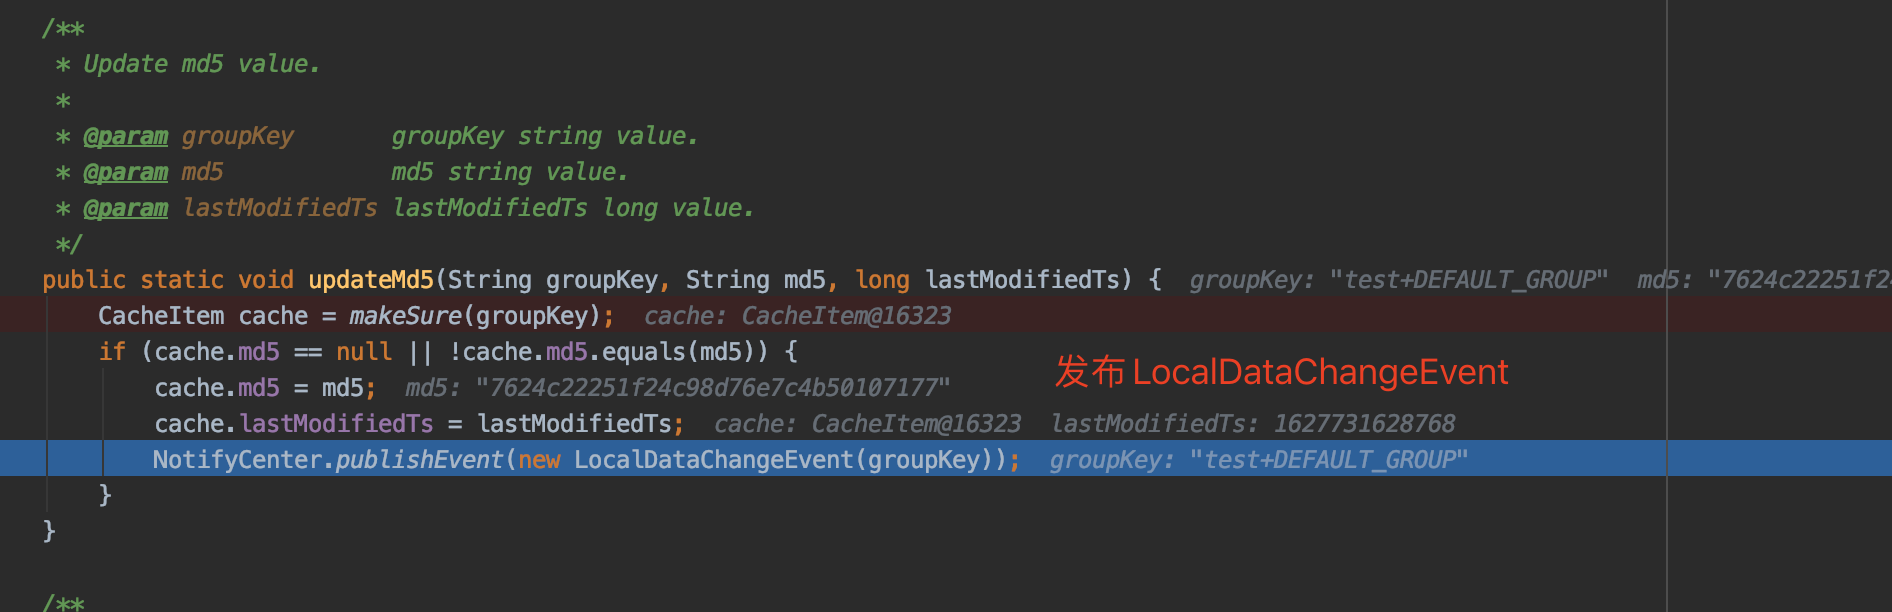 /**
 * Update md5 value.
 *
 * @param groupKey       groupKey string value.
 * @param md5            md5 string value.
 * @param lastModifiedTs lastModifiedTs long value.
 */
public static void updateMd5(String groupKey, String md5, long lastModifiedTs) {  groupKey: "test+DEFAULT_GROUP"  md5: "7624c22251f24
    CacheItem cache = makeSure(groupKey);  cache: CacheItem@16323
    if (cache.md5 == null || !cache.md5.equals(md5)) {
发布 LocalDataChangeEvent
        cache.md5 = md5;  md5: "7624c22251f24c98d76e7c4b50107177"
        cache.lastModifiedTs = lastModifiedTs;  cache: CacheItem@16323  lastModifiedTs: 1627731628768
        NotifyCenter.publishEvent(new LocalDataChangeEvent(groupKey));  groupKey: "test+DEFAULT_GROUP"
    }
}
/**